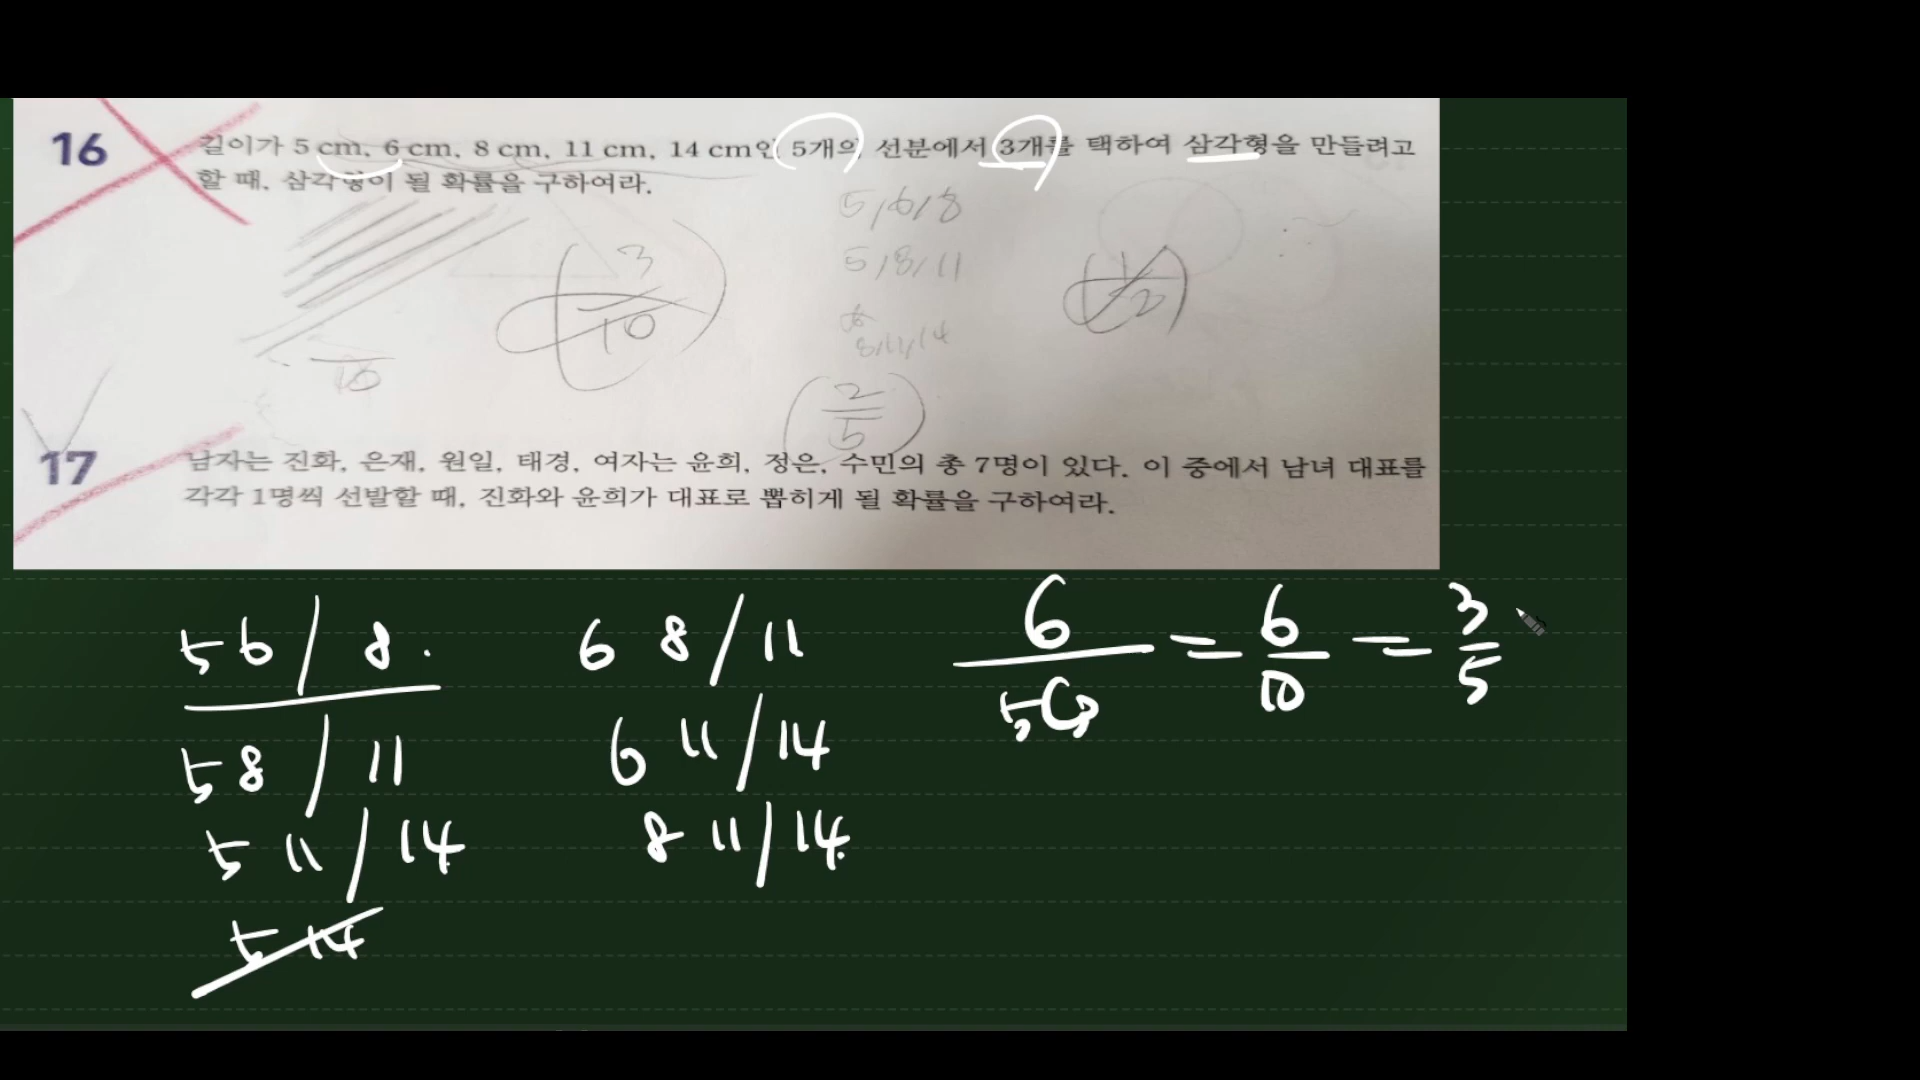 16 길이가 5 cm, 6 cm, 8 cm, 11 cm, 14 cm인 5개의 선분에서 3개를 택하여 삼각형을 만들려고
할 때, 삼각형이 될 확률을 구하여라.
5/6/8
5/8/11
8/11/14
3/10
1/2
10
2/5
17 남자는 진화, 은재, 원일, 태경, 여자는 윤희, 정은, 수민의 총 7명이 있다. 이 중에서 남녀 대표를
각각 1명씩 선발할 때, 진화와 윤희가 대표로 뽑히게 될 확률을 구하여라.
5 6 / 8 .
5 8 / 11
5 11 / 14
5 14
6 8 / 11
6 11 / 14
8 11 / 14.
6/5C3 = 6/10 = 3/5